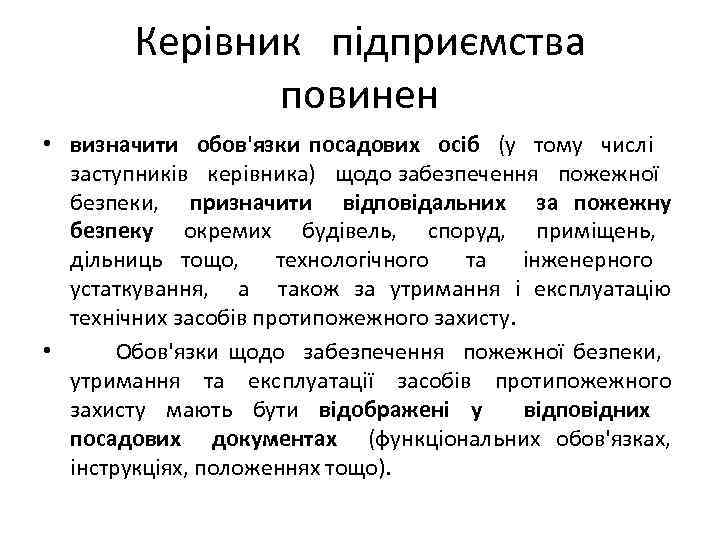 Керівник підприємства
повинен
• визначити обов'язки посадових осіб (у тому числі
заступників керівника) щодо забезпечення пожежної
безпеки, призначити відповідальних за пожежну
безпеку окремих будівель, споруд, приміщень,
дільниць тощо, технологічного та інженерного
устаткування, а також за утримання і експлуатацію
технічних засобів протипожежного захисту.
• Обов'язки щодо забезпечення пожежної безпеки,
утримання та експлуатації засобів протипожежного
захисту мають бути відображені у відповідних
посадових документах (функціональних обов'язках,
інструкціях, положеннях тощо).